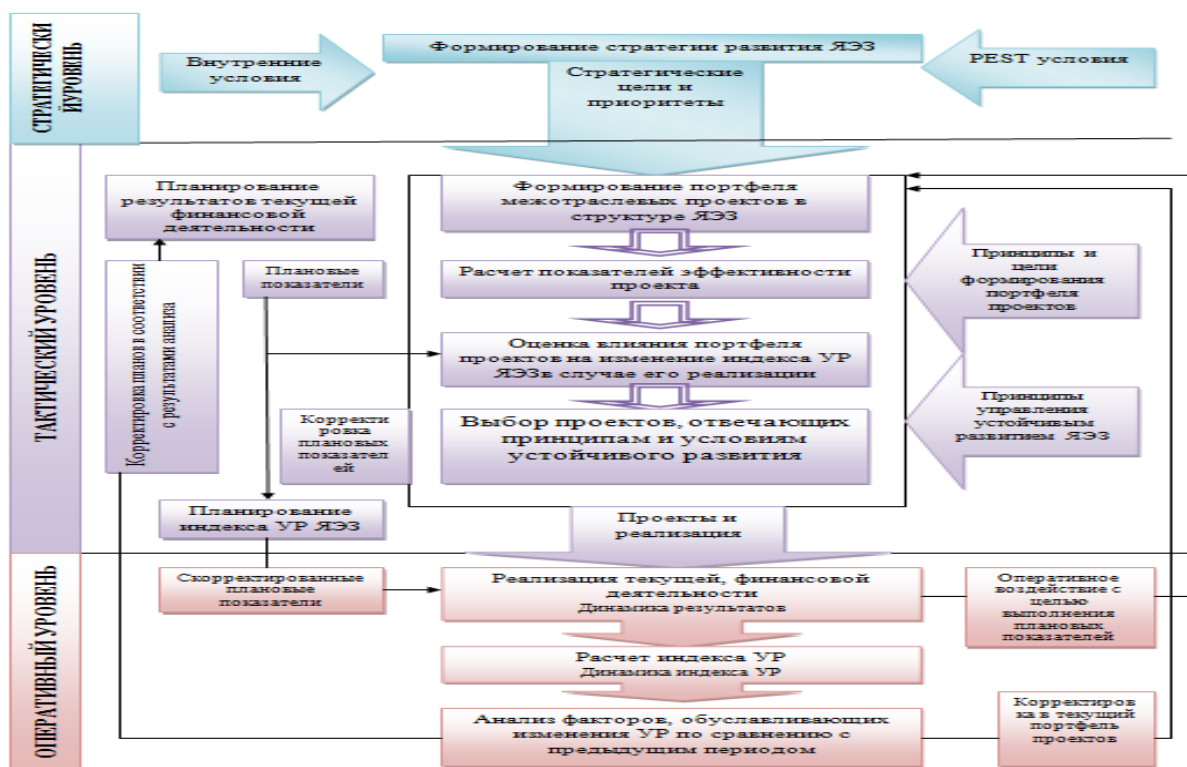 СТРАТЕГИЧЕСКИ
ЙУРОВЕНЬ
Внутренние
условия
Формирование стратегии развития ЯЭЗ
Стратегические
цели и
приоритеты
PEST условия
ТАКТИЧЕСКИЙ УРОВЕНЬ
Планирование
результатов текущей
финансовой
деятельности
Корректировка планов в соответствии
с результатами анализа
Плановые
показатели
Корректи
ровка
плановых
показател
ей
Планирование
индекса УР ЯЭЗ
Формирование портфеля
межотраслевых проектов в
структуре ЯЭЗ
Расчет показателей эффективности
проекта
Оценка влияния портфеля
проектов на изменение индекса УР
ЯЭЗв случае его реализации
Выбор проектов, отвечающих
принципам и условиям
устойчивого развития
Принципы и
цели
формирования
портфеля
проектов
Принципы
управления
устойчивым
развитием ЯЭЗ
Проекты и
реализация
ОПЕРАТИВНЫЙ УРОВЕНЬ
Скорректированные
плановые
показатели
Реализация текущей, финансовой
деятельности
Динамика результатов
Оперативное
воздействие с
целью
выполнения
плановых
показателей
Расчет индекса УР
Динамика индекса УР
Анализ факторов, обуславливающих
изменения УР по сравнению с
предыдущим периодом
Корректиров
ка в текущий
портфель
проектов